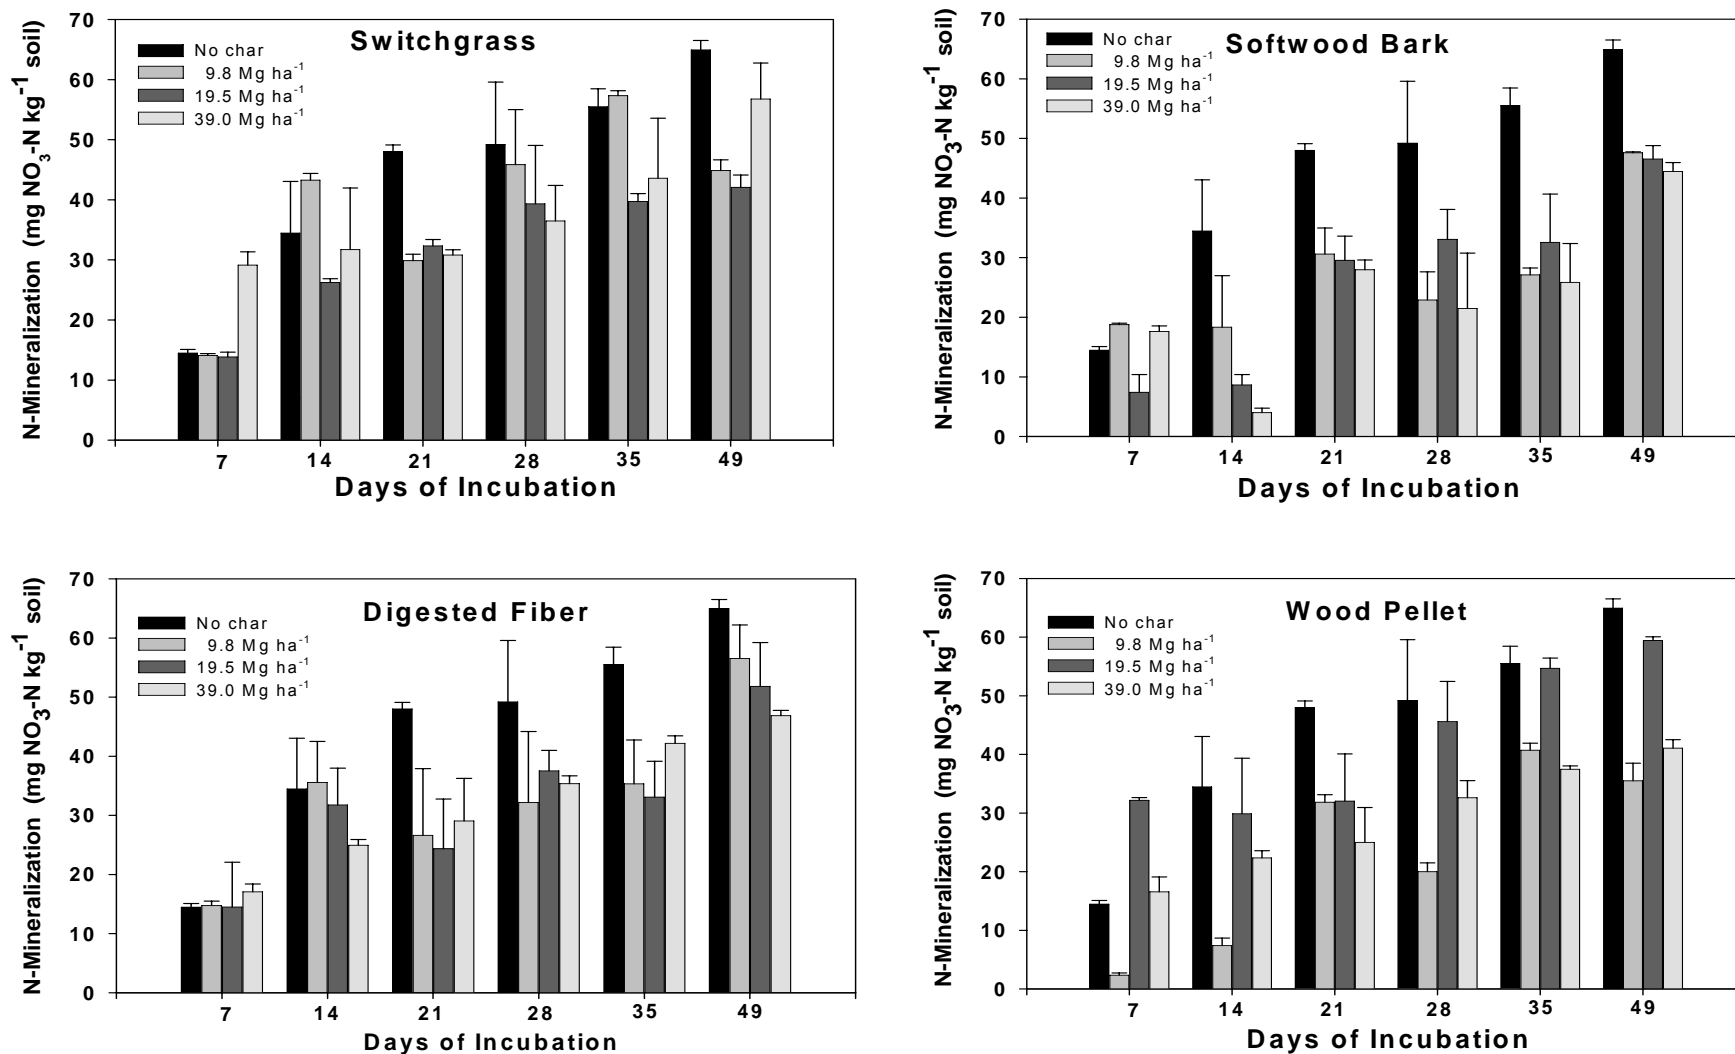 Switchgrass
N-Mineralization (mg NO3-N kg-1 soil)
70
60
50
40
30
20
10
0
No char
9.8 Mg ha-1
19.5 Mg ha-1
39.0 Mg ha-1
7 14 21 28 35 49
Days of Incubation
Softwood Bark
N-Mineralization (mg NO3-N kg-1 soil)
70
60
50
40
30
20
10
0
No char
9.8 Mg ha-1
19.5 Mg ha-1
39.0 Mg ha-1
7 14 21 28 35 49
Days of Incubation
Digested Fiber
N-Mineralization (mg NO3-N kg-1 soil)
70
60
50
40
30
20
10
0
No char
9.8 Mg ha-1
19.5 Mg ha-1
39.0 Mg ha-1
7 14 21 28 35 49
Days of Incubation
Wood Pellet
N-Mineralization (mg NO3-N kg-1 soil)
70
60
50
40
30
20
10
0
No char
9.8 Mg ha-1
19.5 Mg ha-1
39.0 Mg ha-1
7 14 21 28 35 49
Days of Incubation